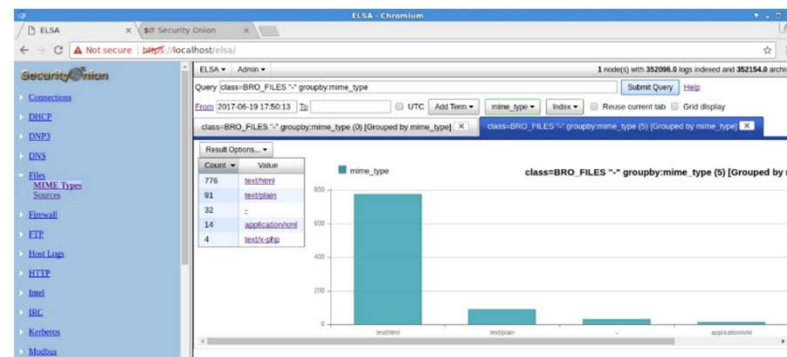 ELSA - Chromium
ELSA
Security Onion
Not secure https://localhost/elsa/
Security Onion
Connections
DHCP
DNP3
DNS
Files
MIME Types
Sources
Firewall
FTP
Host Logs
HTTP
Intel
IRC
Kerberos
Modbus
ELSA Admin
1 node(s) with 352096.0 logs indexed and 352154.0 archi
Query class=BRO_FILES "-" groupby:mime_type Submit Query Help
From 2017-06-19 17:50:13 To UTC Add Term mime_type Index Reuse current tab Grid display
class=BRO_FILES "-" groupby:mime_type (0) [Grouped by mime_type] X class=BRO_FILES "-" groupby:mime_type (5) [Grouped by mime_type] X
Result Options...
Count Value
776 text/html
91 text/plain
32 -
14 application/xml
4 text/x-php
mime_type
class=BRO_FILES "-" groupby:mime_type (5) [Grouped by
800
600
400
200
0
text/html text/plain - application/xml